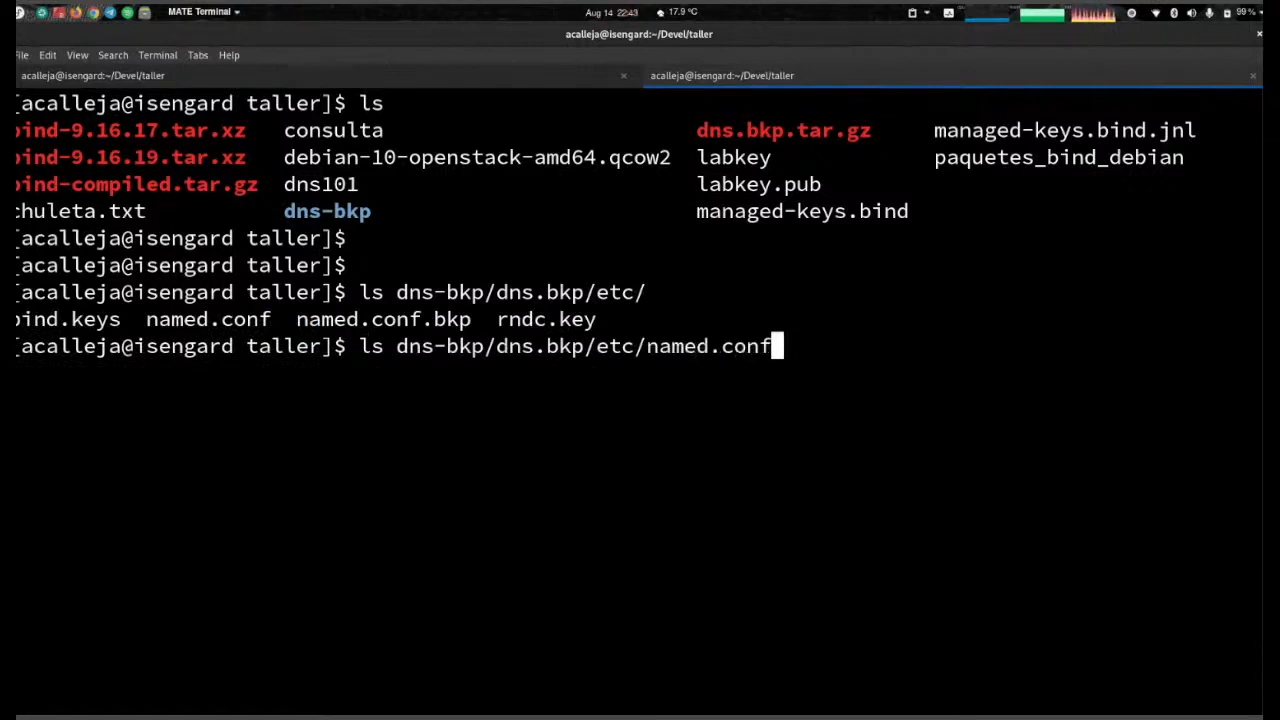 MATE Terminal
Aug 14 22:43
17.9 °C
99 %
acalleja@isengard:~/Devel/taller
File Edit View Search Terminal Tabs Help
acalleja@isengard:~/Devel/taller
acalleja@isengard:~/Devel/taller
[acalleja@isengard taller]$ ls
bind-9.16.17.tar.xz consulta dns.bkp.tar.gz managed-keys.bind.jnl
bind-9.16.19.tar.xz debian-10-openstack-amd64.qcow2 labkey paquetes_bind_debian
bind-compiled.tar.gz dns101 labkey.pub
chuleta.txt dns-bkp managed-keys.bind
[acalleja@isengard taller]$
[acalleja@isengard taller]$
[acalleja@isengard taller]$ ls dns-bkp/dns.bkp/etc/
bind.keys named.conf named.conf.bkp rndc.key
[acalleja@isengard taller]$ ls dns-bkp/dns.bkp/etc/named.conf